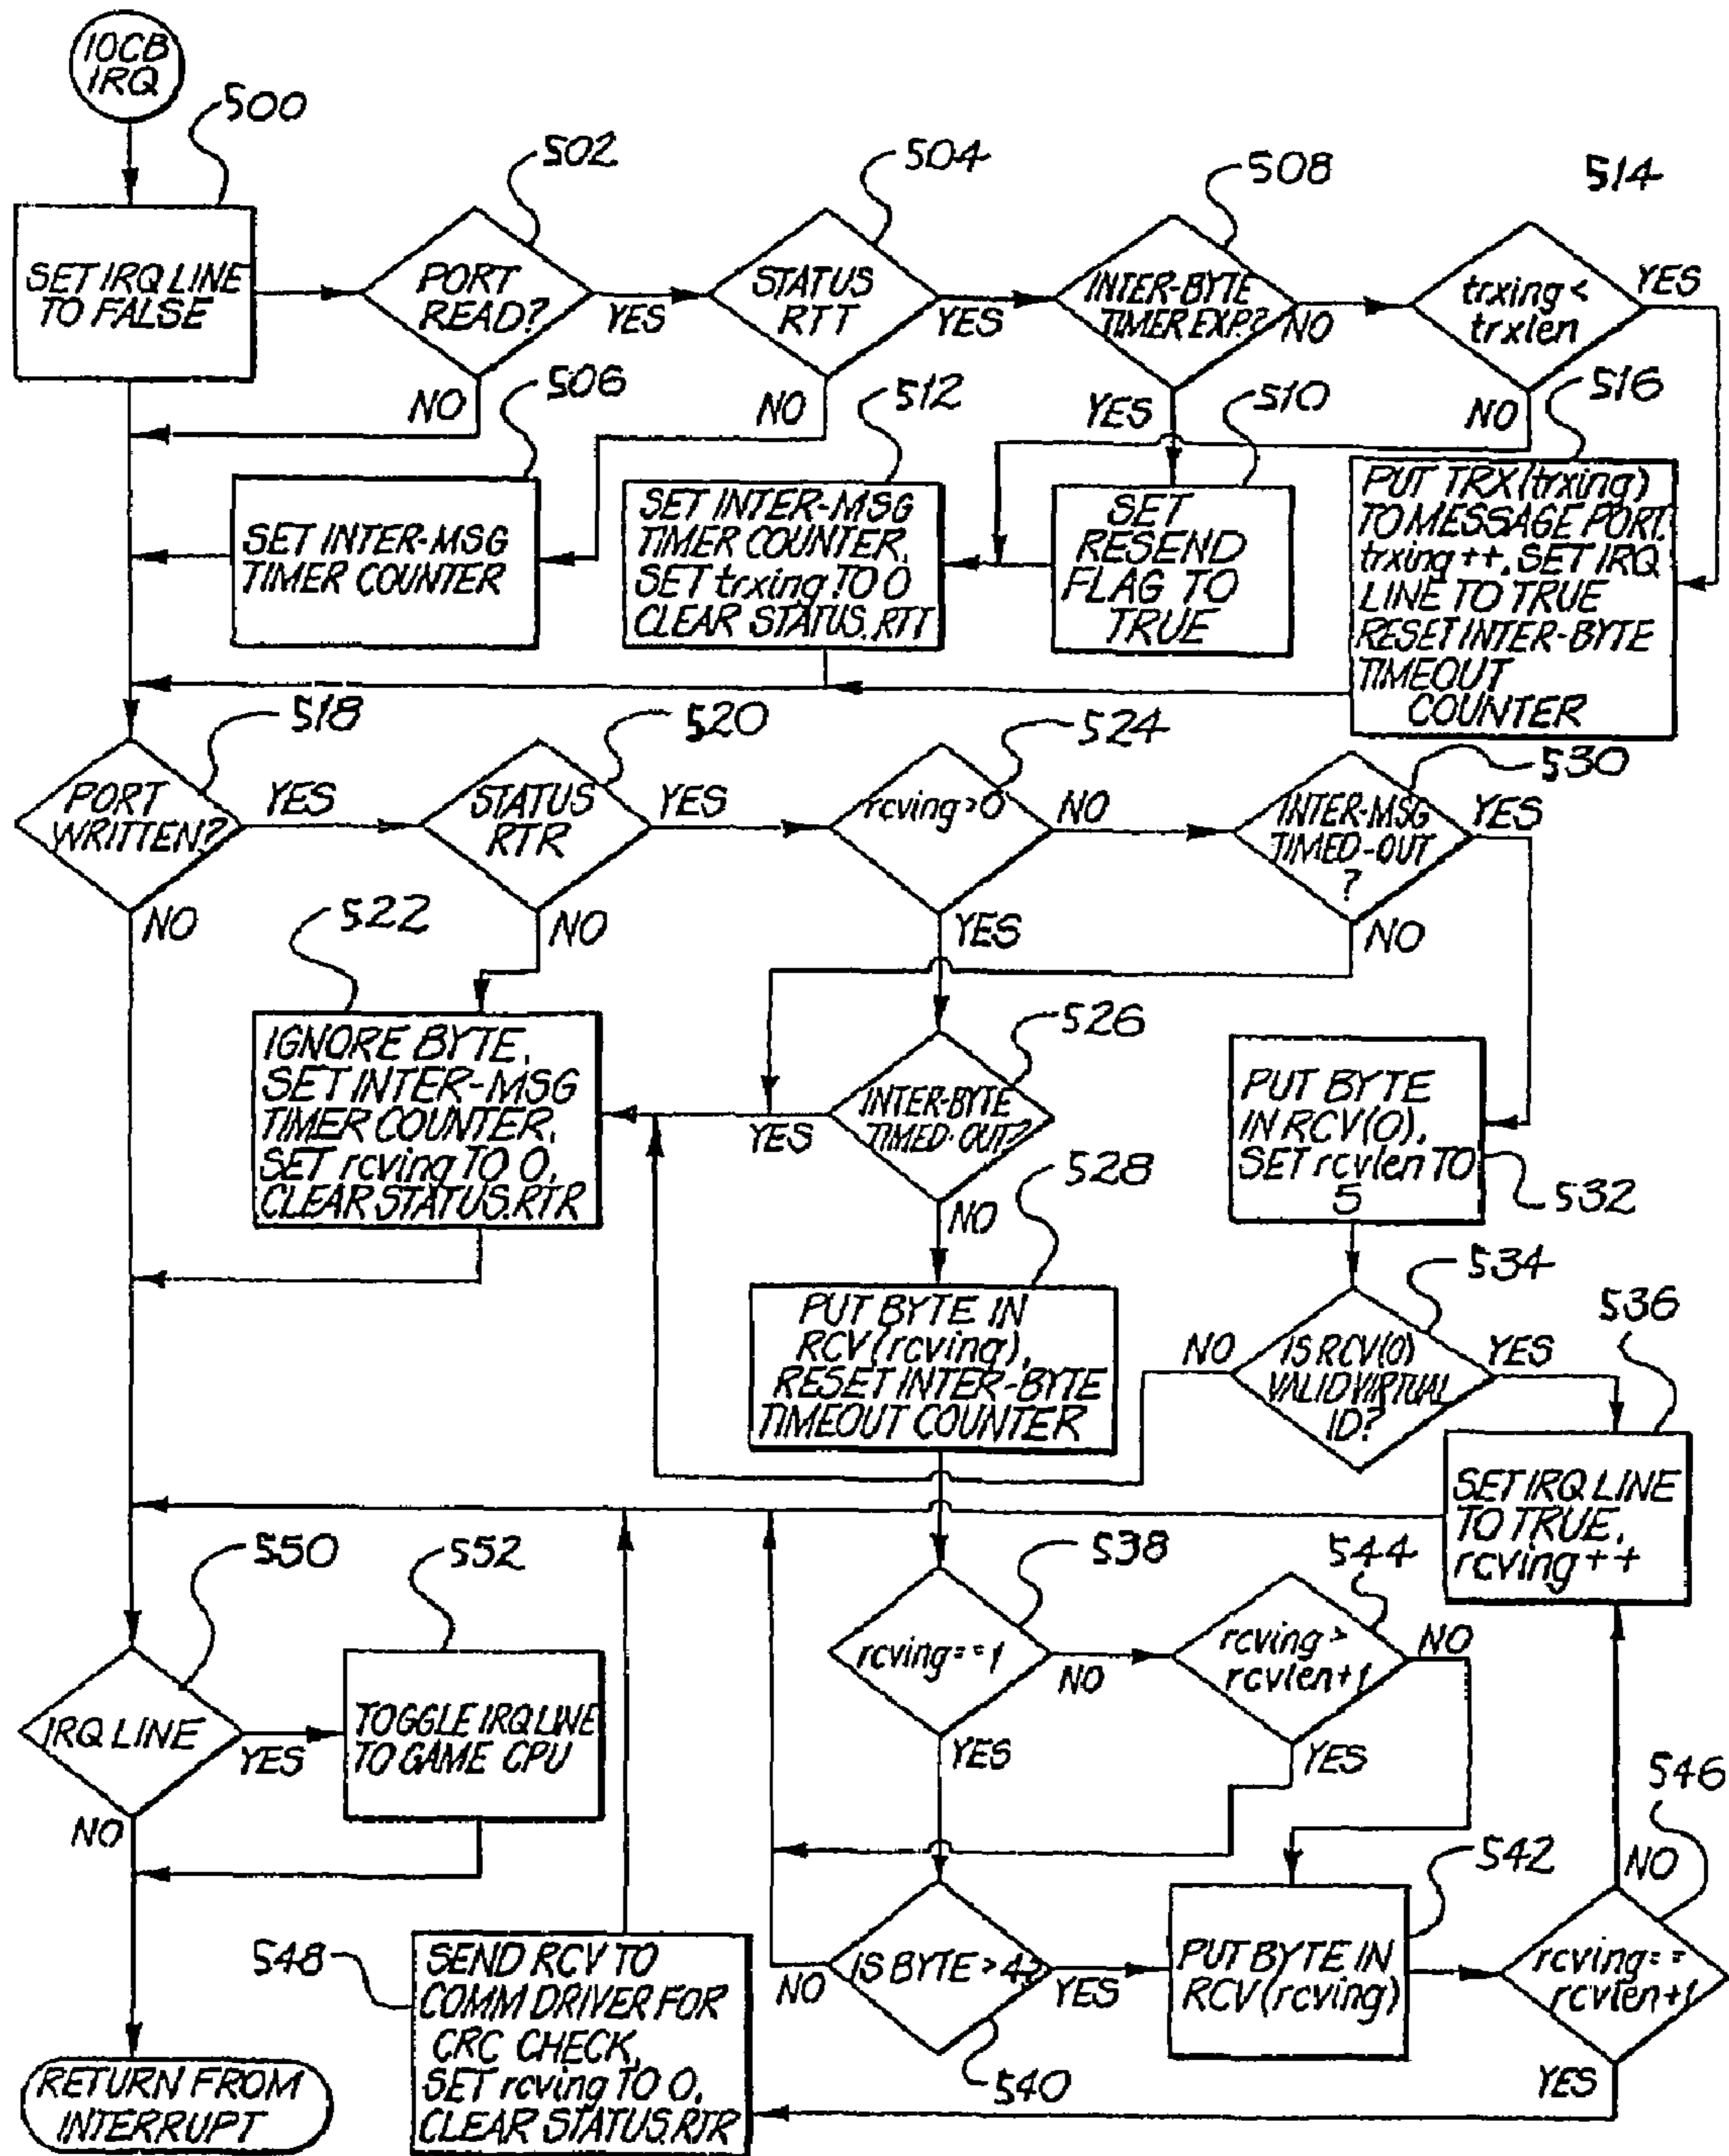 IOCB
IRQ
500
502
504
508
514
SET IRQ LINE
TO FALSE
PORT
READ?
YES
NO
STATUS
RTT
YES
NO
INTER-BYTE
TIMER EXP.?
NO
YES
trxing <
trxlen
YES
NO
506
512
510
516
SET INTER-MSG
TIMER COUNTER
SET INTER-MSG
TIMER COUNTER,
SET trxing TO 0
CLEAR STATUS.RTT
SET
RESEND
FLAG TO
TRUE
PUT TRX(trxing)
TO MESSAGE PORT.
trxing ++, SET IRQ
LINE TO TRUE
RESET INTER-BYTE
TIMEOUT
COUNTER
518
520
524
530
PORT
WRITTEN?
YES
NO
STATUS
RTR
YES
NO
rcving >0
NO
YES
INTER-MSG
TIMED-OUT
?
YES
NO
522
IGNORE BYTE,
SET INTER-MSG
TIMER COUNTER,
SET rcving TO 0,
CLEAR STATUS.RTR
526
INTER-BYTE
TIMED-OUT?
YES
NO
PUT BYTE
IN RCV(0),
SET rcvlen TO
5
532
528
PUT BYTE IN
RCV(rcving),
RESET INTER-BYTE
TIMEOUT COUNTER
534
IS RCV(0)
VALID VIRTUAL
ID?
NO
YES
536
SET IRQ LINE
TO TRUE,
rcving ++
550
552
538
544
IRQ LINE
YES
NO
TOGGLE IRQ LINE
TO GAME CPU
rcving==1
NO
YES
rcving >
rcvlen+1
NO
YES
546
542
548
SEND RCV TO
COMM DRIVER FOR
CRC CHECK,
SET rcving TO 0,
CLEAR STATUS.RTR
IS BYTE >4?
NO
YES
540
PUT BYTE IN
RCV(rcving)
rcving==
rcvlen+1
NO
YES
RETURN FROM
INTERRUPT